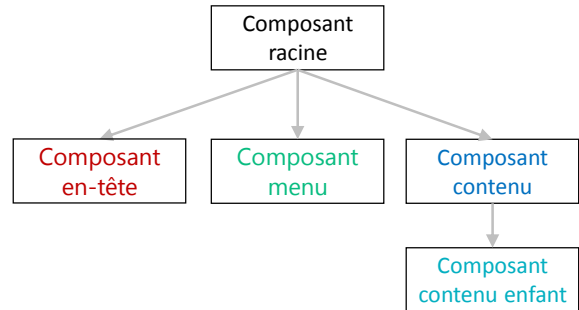 Composant
racine
Composant
en-tête
Composant
menu
Composant
contenu
Composant
contenu enfant